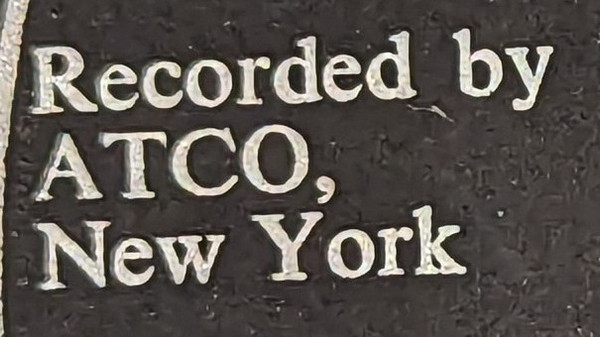 Recorded by
ATCO,
New York